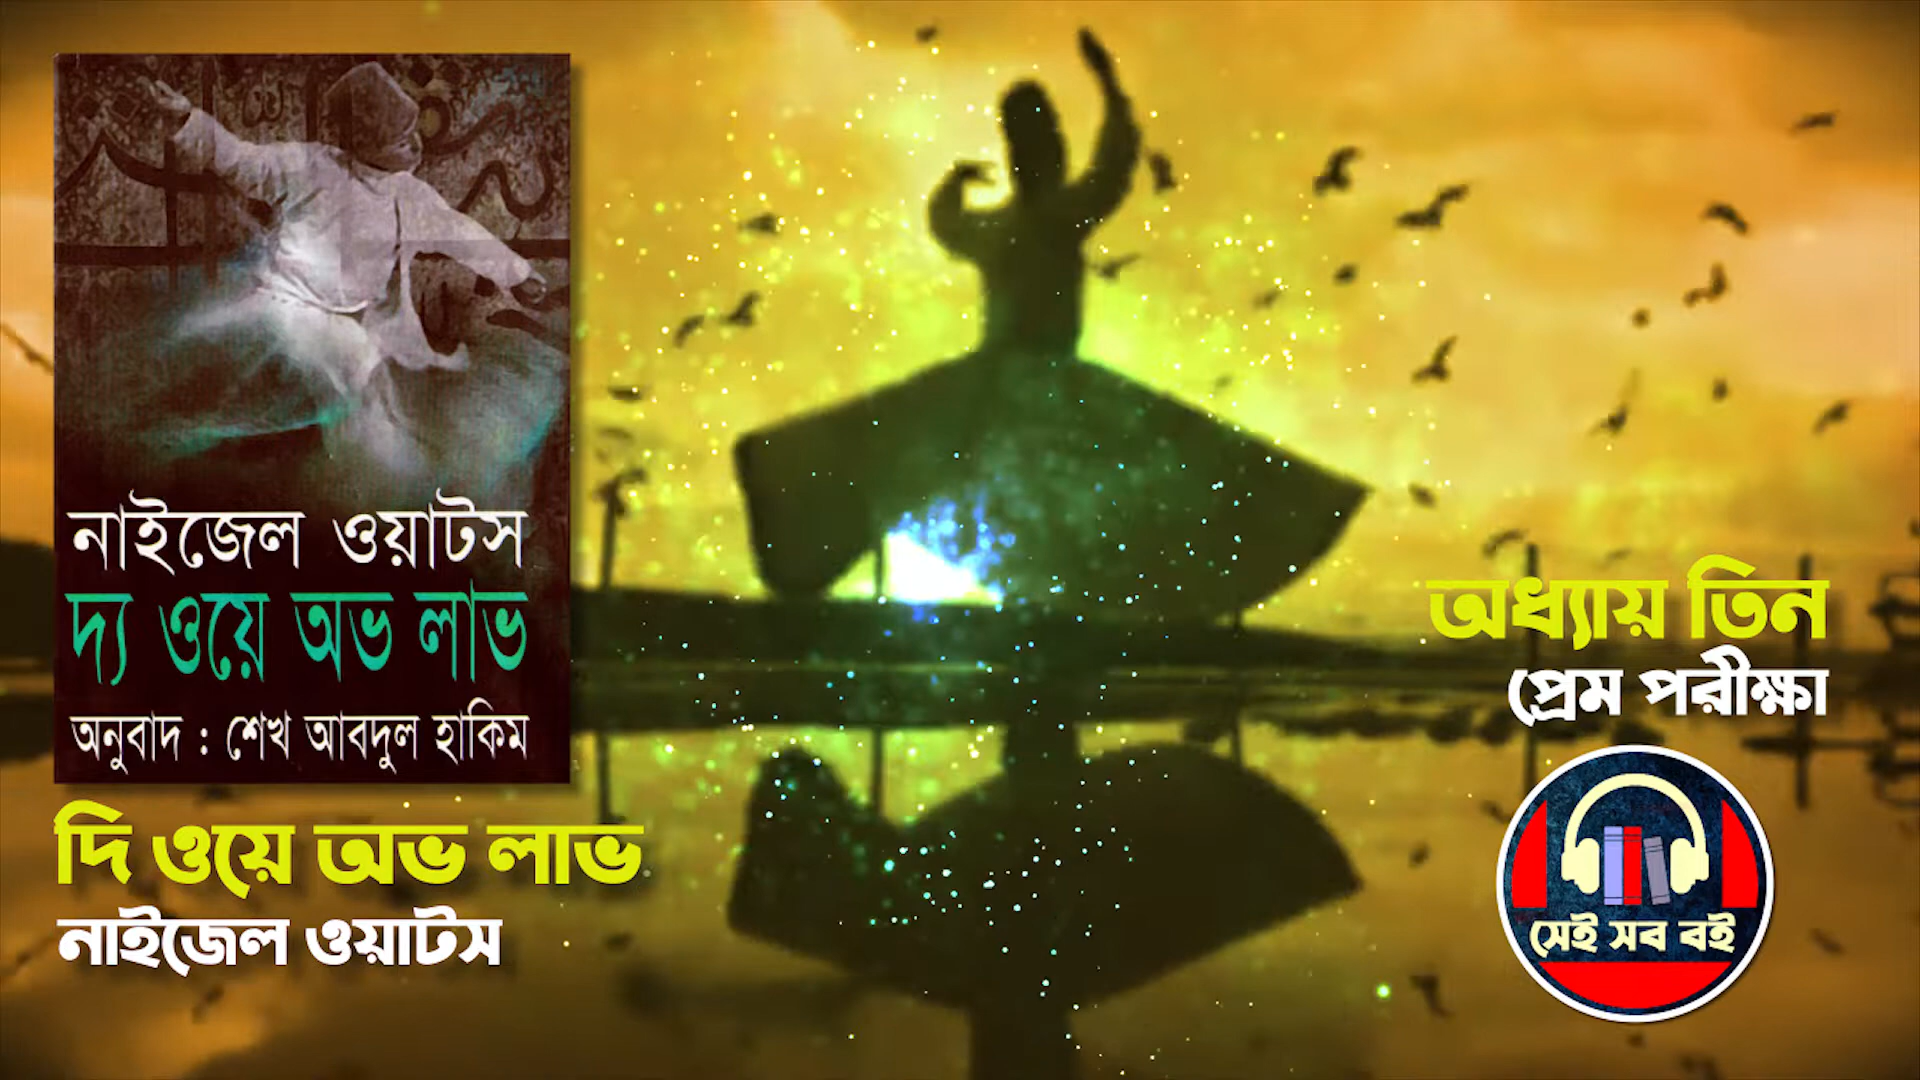 নাইজেল ওয়াটস
দ্য ওয়ে অভ লাভ
অনুবাদ : শেখ আবদুল হাকিম
দি ওয়ে অভ লাভ
নাইজেল ওয়াটস
অধ্যায় তিন
প্রেম পরীক্ষা
সেই সব বই